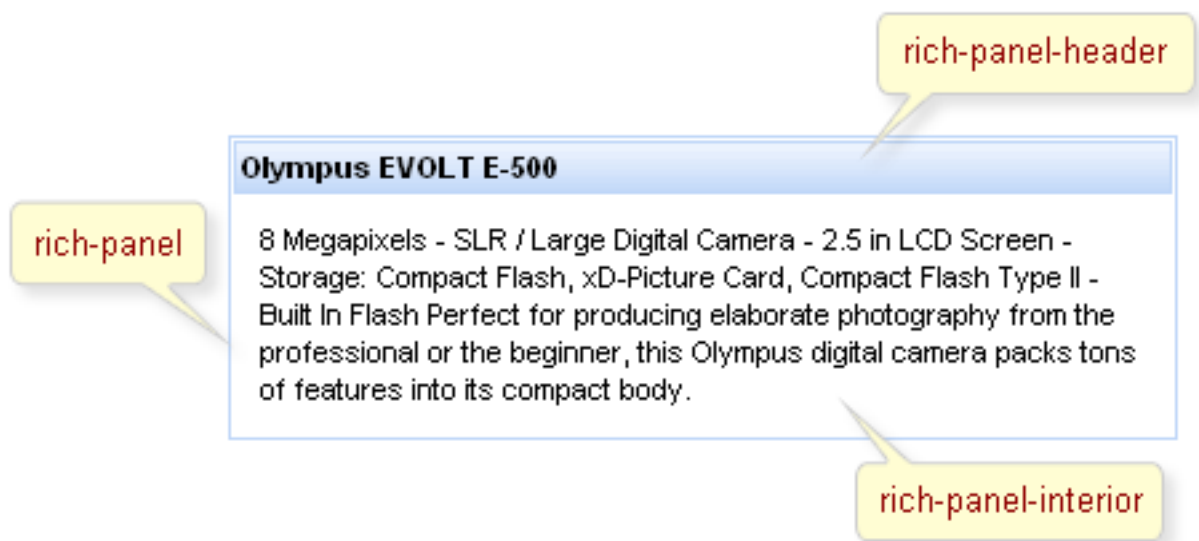 rich-panel-header
Olympus EVOLT E-500
rich-panel
8 Megapixels - SLR / Large Digital Camera - 2.5 in LCD Screen -
Storage: Compact Flash, xD-Picture Card, Compact Flash Type II -
Built In Flash Perfect for producing elaborate photography from the
professional or the beginner, this Olympus digital camera packs tons
of features into its compact body.
rich-panel-interior